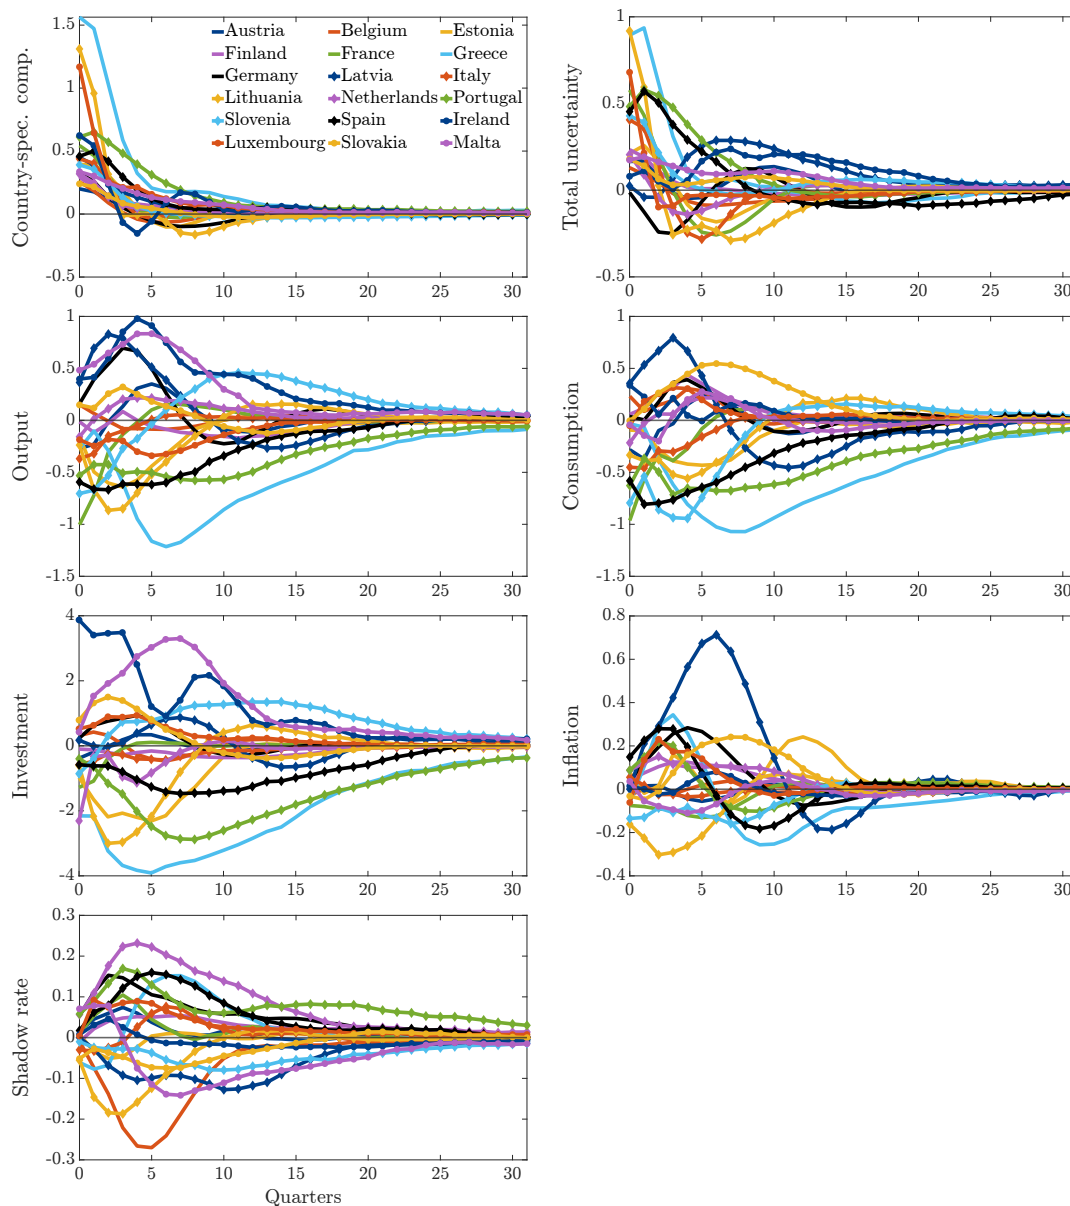 Country-spec. comp.
1.5
1
0.5
0
-0.5
0 5 10 15 20 25 30
Austria Belgium Estonia
Finland France Greece
Germany Latvia Italy
Lithuania Netherlands Portugal
Slovenia Spain Ireland
Luxembourg Slovakia Malta
Total uncertainty
1
0.5
0
-0.5
0 5 10 15 20 25 30
Output
1
0.5
0
-0.5
-1
-1.5
0 5 10 15 20 25 30
Consumption
1
0.5
0
-0.5
-1
-1.5
0 5 10 15 20 25 30
Investment
4
2
0
-2
-4
0 5 10 15 20 25 30
Inflation
0.8
0.6
0.4
0.2
0
-0.2
-0.4
0 5 10 15 20 25 30
Shadow rate
0.3
0.2
0.1
0
-0.1
-0.2
-0.3
0 5 10 15 20 25 30
Quarters